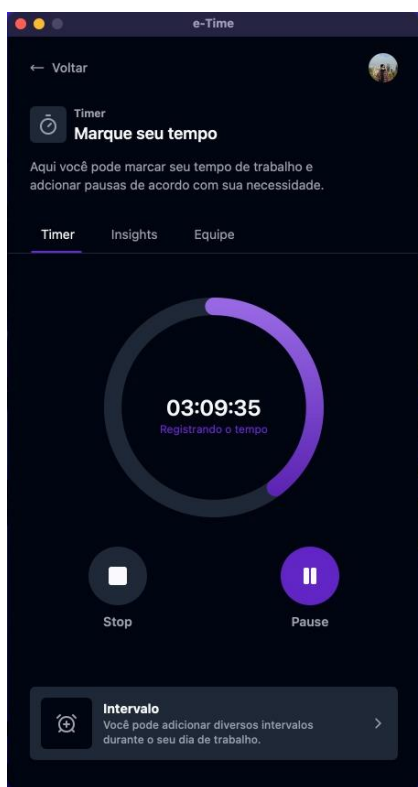 e-Time
← Voltar
Timer
Marque seu tempo
Aqui você pode marcar seu tempo de trabalho e
adcionar pausas de acordo com sua necessidade.
Timer Insights Equipe
03:09:35
Registrando o tempo
Stop Pause
Intervalo
Você pode adicionar diversos intervalos
durante o seu dia de trabalho.